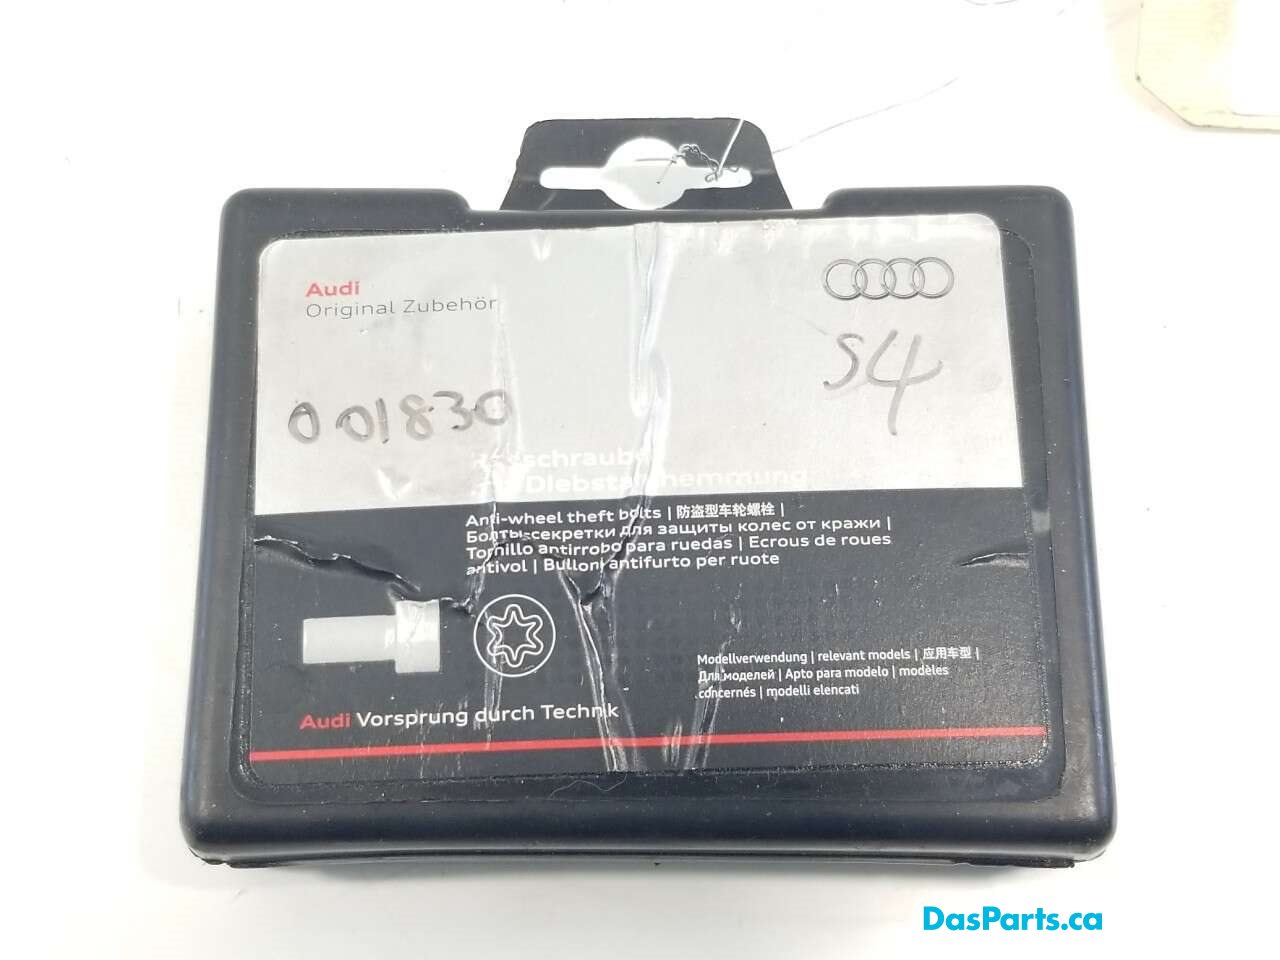 Audi
Original Zubehör
S4
001830
Diebstahlhemmung
Anti-wheel theft bolts | 防盗型车轮螺栓 |
Болты-секретки для защиты колес от кражи |
Tornillo antirrobo para ruedas | Ecrous de roues
antivol | Bulloni antifurto per ruote
Modellverwendung | relevant models | 应用车型 |
Для моделей | Apto para modelo | modèles
concernés | modelli elencati
Audi Vorsprung durch Technik
DasParts.ca